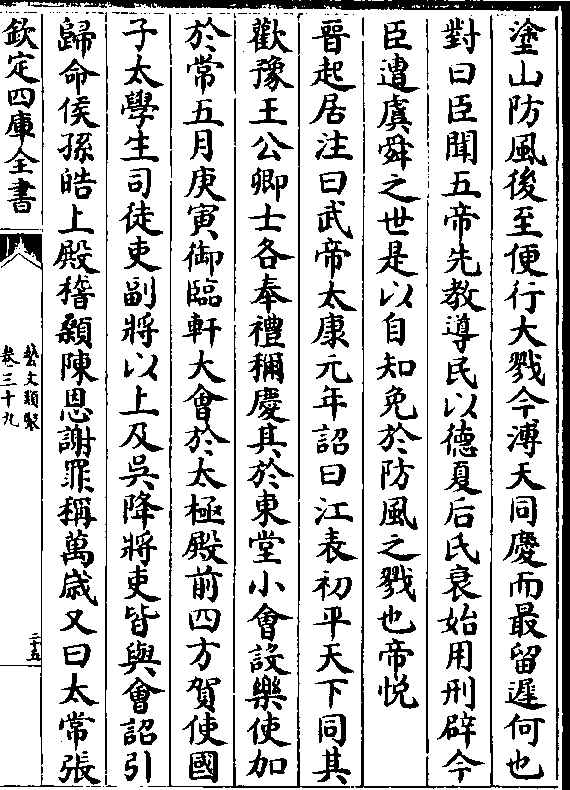 塗山防風後至便行大戮今溥天同慶而最留遲何也
對曰臣聞五帝先教導民以德夏后氏衰始用刑辟今
臣遭虞舜之世是以自知免於防風之戮也帝悦
晉起居注曰武帝太康元年詔曰江表初平天下同其
歡豫王公卿士各奉禮稱慶其於東堂小會設樂使加
於常五月庚寅御臨軒大會於太極殿前四方賀使國
子太學生司徒吏副將以上及吳降將吏皆與會詔引
歸命侯孫皓上殿稽顙陳恩謝罪稱萬歲又曰太常張
欽定四庫全書
藝文類聚
卷三十九
二十五